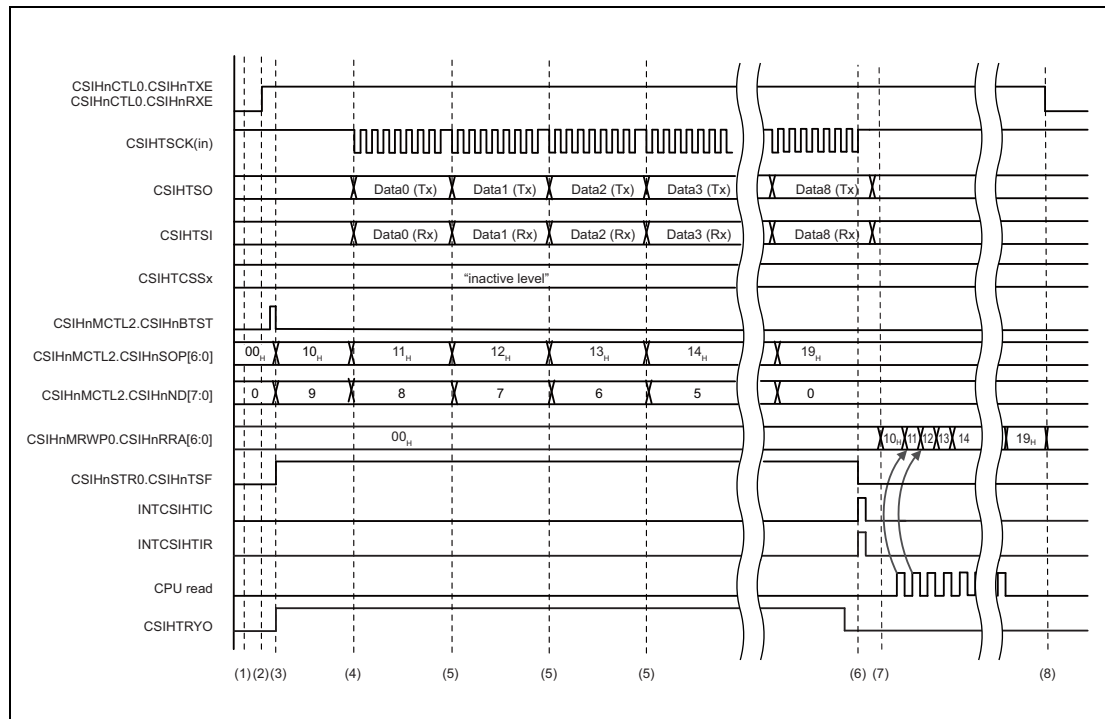 CSIHnCTL0.CSIHnTXE
CSIHnCTL0.CSIHnRXE
CSIHTSCK(in)
CSIHTSO Data0 (Tx) Data1 (Tx) Data2 (Tx) Data3 (Tx) Data8 (Tx)
CSIHTSI Data0 (Rx) Data1 (Rx) Data2 (Rx) Data3 (Rx) Data8 (Rx)
CSIHTCSSx “inactive level”
CSIHnMCTL2.CSIHnBTST
CSIHnMCTL2.CSIHnSOP[6:0] 00H 10H 11H 12H 13H 14H 19H
CSIHnMCTL2.CSIHnND[7:0] 0 9 8 7 6 5 0
CSIHnMRWP0.CSIHnRRA[6:0] 00H 10H 11 12 13 14 19H
CSIHnSTR0.CSIHnTSF
INTCSIHTIC
INTCSIHTIR
CPU read
CSIHTRYO
(1) (2) (3) (4) (5) (5) (5) (6) (7) (8)